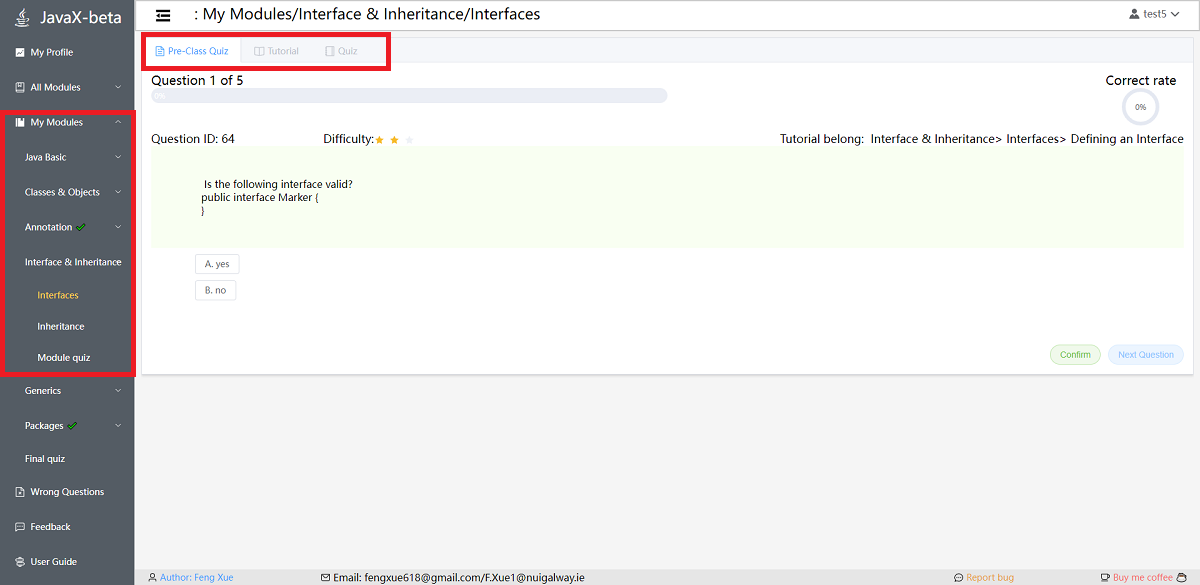 JavaX-beta
: My Modules/Interface & Inheritance/Interfaces
test5
My Profile
All Modules
My Modules
Java Basic
Classes & Objects
Annotation
Interface & Inheritance
Interfaces
Inheritance
Module quiz
Generics
Packages
Final quiz
Wrong Questions
Feedback
User Guide
Pre-Class Quiz Tutorial Quiz
Question 1 of 5
Correct rate
0%
Question ID: 64 Difficulty: Tutorial belong: Interface & Inheritance> Interfaces> Defining an Interface
Is the following interface valid?
public interface Marker {
}
A. yes
B. no
Confirm Next Question
Author: Feng Xue Email: fengxue618@gmail.com/F.Xue1@nuigalway.ie Report bug Buy me coffee